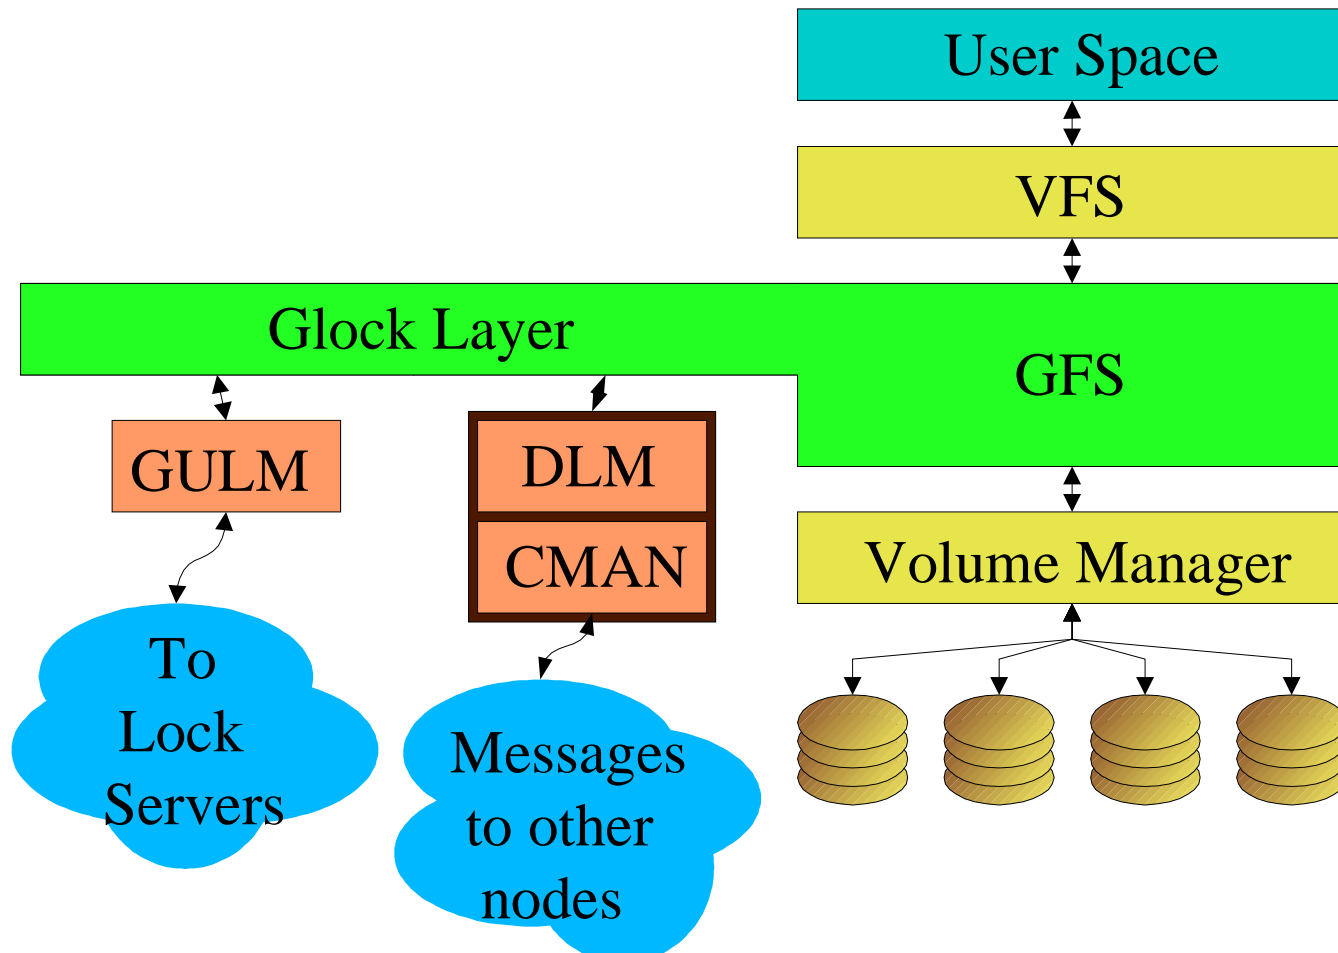 User Space
VFS
Glock Layer
GFS
GULM
DLM
CMAN
Volume Manager
To
Lock
Servers
Messages
to other
nodes